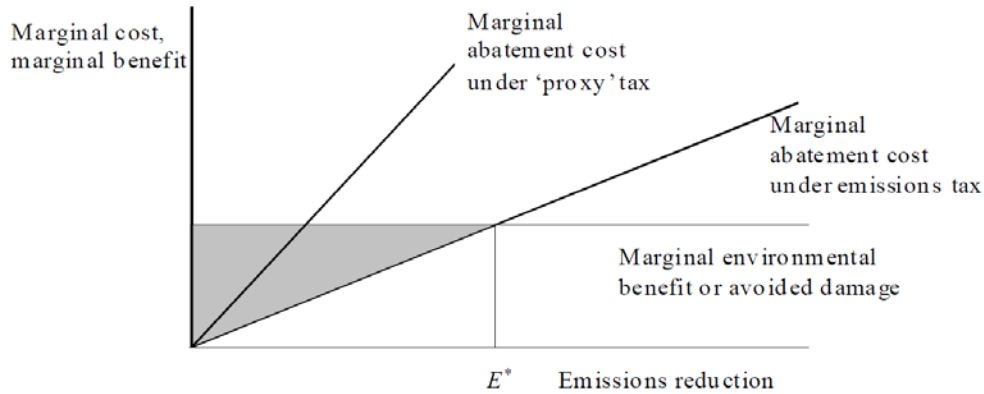 Marginal cost,
marginal benefit
Marginal
abatement cost
under ‘proxy’ tax
Marginal
abatement cost
under emissions tax
Marginal environmental
benefit or avoided damage
E* Emissions reduction